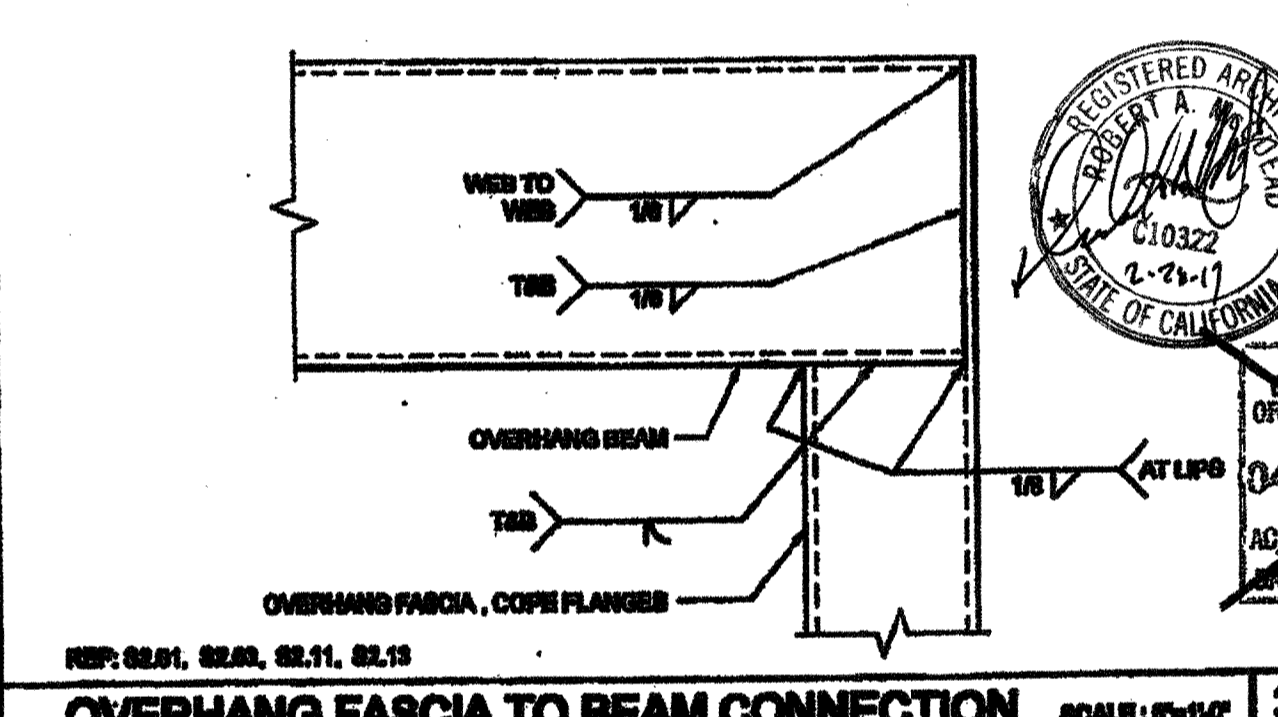 WEB TO
WEB
1/8
T&B
1/8
OVERHANG BEAM
T&B
1/8
AT LIPS
OVERHANG FASCIA, COPE FLANGES
REF: S2.01, S2.03, S2.11, S2.13
OVERHANG FASCIA TO BEAM CONNECTION
REGISTERED
ROBERT A.
C10322
2-28-17
STATE OF CALIFORNIA